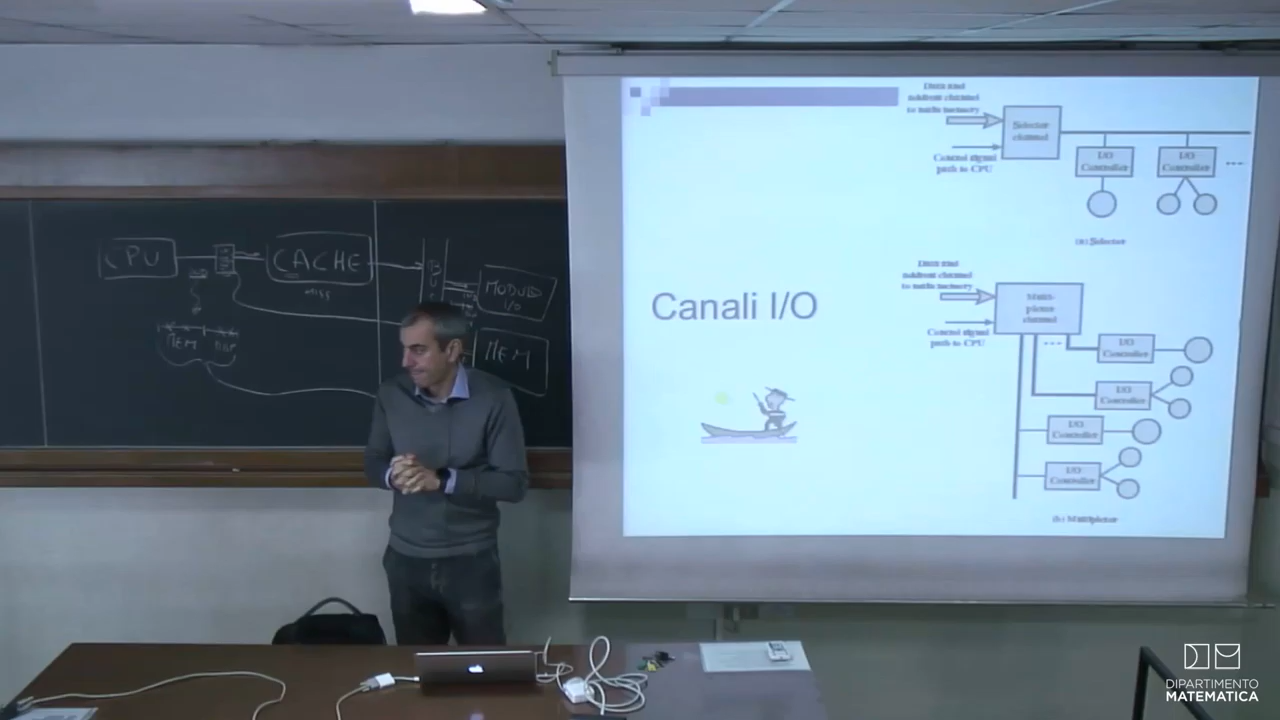 CPU
CACHE
MISS
MODULO
I/O
MEM
MEM
Canali I/O
Data and
address channel
to main memory
Selector
channel
Control signal
path to CPU
I/O
Controller
I/O
Controller
(a) Selector
Data and
address channel
to main memory
Multi-
plexor
channel
Control signal
path to CPU
I/O
Controller
I/O
Controller
I/O
Controller
I/O
Controller
(b) Multiplexor
DIPARTIMENTO
MATEMATICA